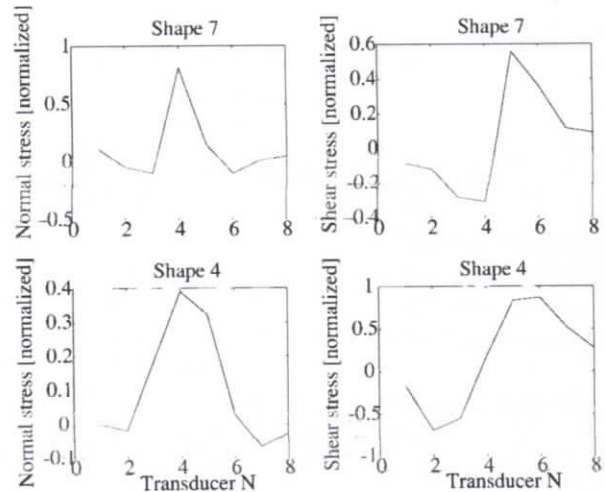 Shape 7
Normal stress [normalized]
1
0.5
0
-0.5
0 2 4 6 8
Shape 7
Shear stress [normalized]
0.6
0.4
0.2
0
-0.2
-0.4
0 2 4 6 8
Shape 4
Normal stress [normalized]
0.4
0.3
0.2
0.1
0
-0.
0 2 4 6 8
Transducer N
Shape 4
Shear stress [normalized]
1
0.5
0
-0.5
-1
0 2 4 6 8
Transducer N